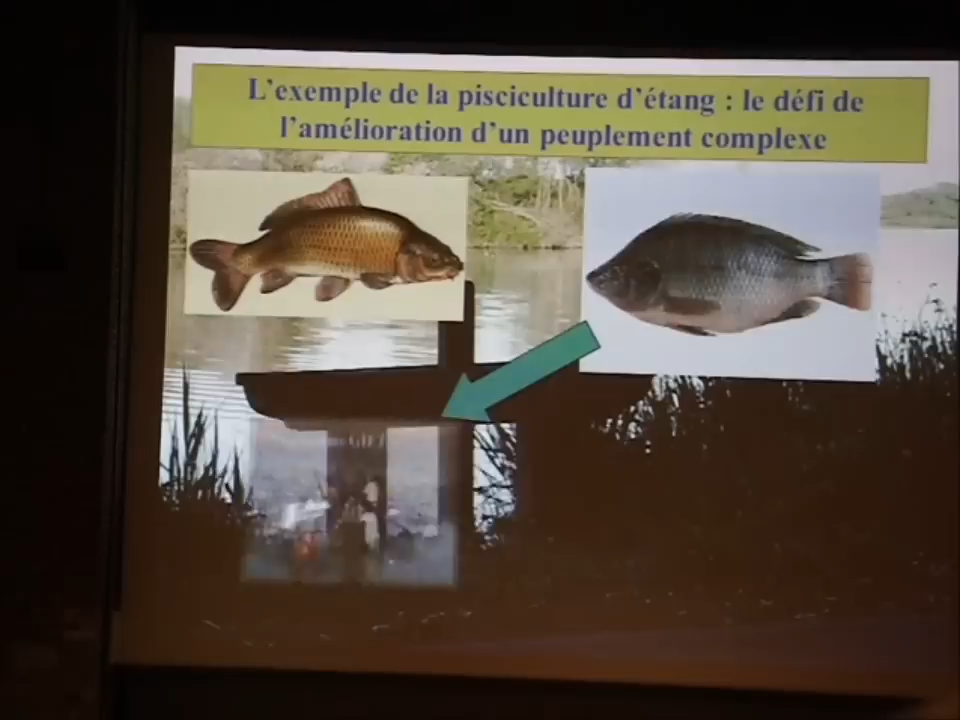 L'exemple de la pisciculture d'étang : le défi de
l'amélioration d'un peuplement complexe